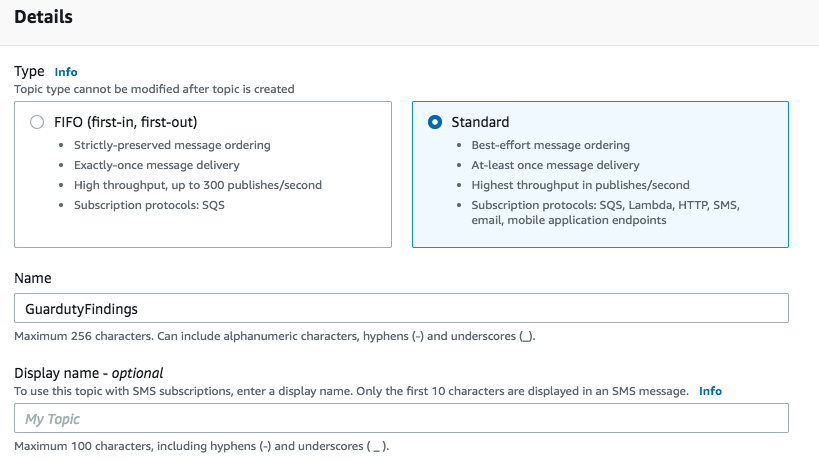 Details
Type Info
Topic type cannot be modified after topic is created
FIFO (first-in, first-out)
• Strictly-preserved message ordering
• Exactly-once message delivery
• High throughput, up to 300 publishes/second
• Subscription protocols: SQS
Standard
• Best-effort message ordering
• At-least once message delivery
• Highest throughput in publishes/second
• Subscription protocols: SQS, Lambda, HTTP, SMS,
email, mobile application endpoints
Name
GuardutyFindings
Maximum 256 characters. Can include alphanumeric characters, hyphens (-) and underscores (_).
Display name - optional
To use this topic with SMS subscriptions, enter a display name. Only the first 10 characters are displayed in an SMS message. Info
My Topic
Maximum 100 characters, including hyphens (-) and underscores ( _ ).